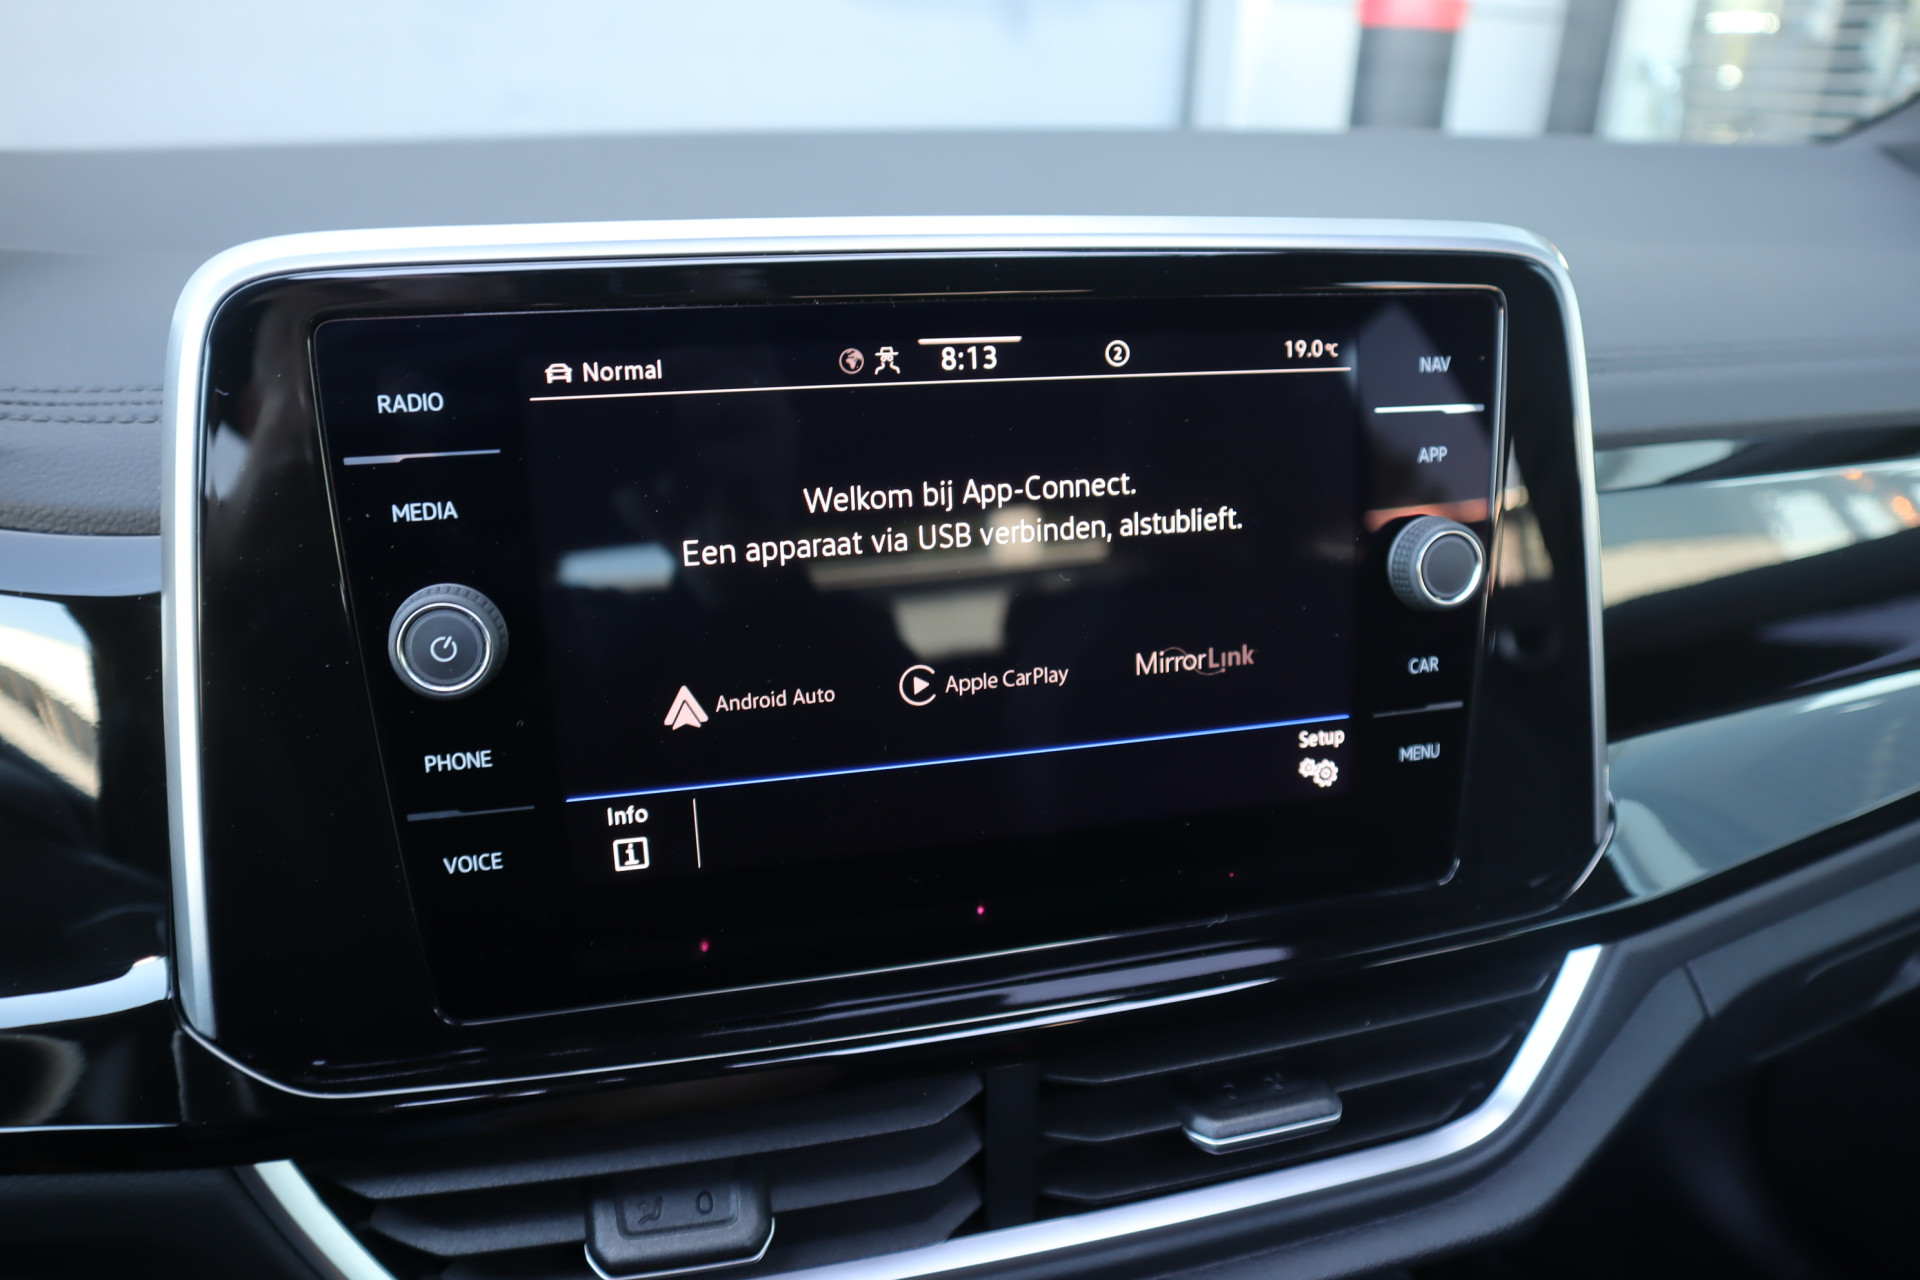 Normal
8:13
2
19.0°C
RADIO
MEDIA
PHONE
VOICE
NAV
APP
CAR
MENU
Welkom bij App-Connect.
Een apparaat via USB verbinden, alstublieft.
Android Auto
Apple CarPlay
MirrorLink
Info
i
Setup